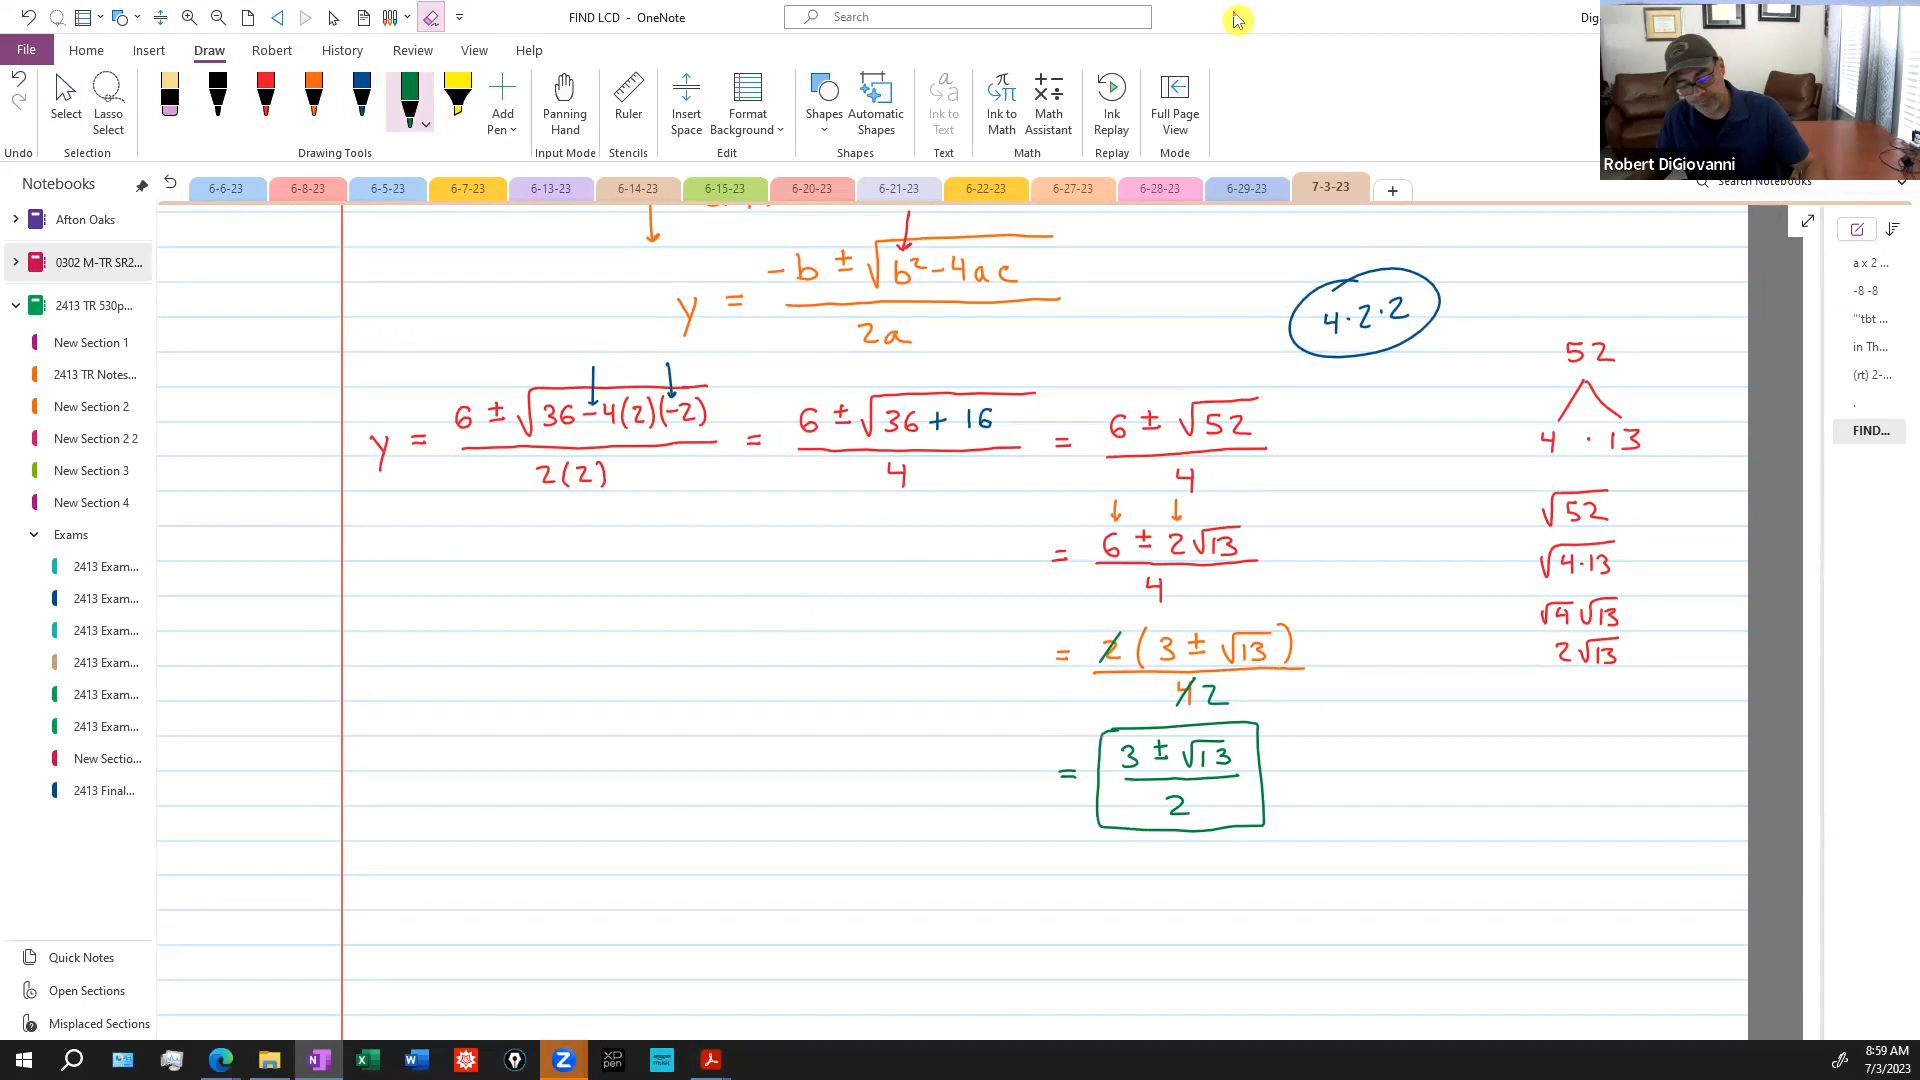 FIND LCD - OneNote
Search
Dig
File Home Insert Draw Robert History Review View Help
Undo
Select
Lasso Select
Selection
Add Pen
Drawing Tools
Panning Hand
Input Mode
Ruler
Stencils
Insert Space
Format Background
Edit
Shapes
Automatic Shapes
Shapes
Ink to Text
Text
Ink to Math
Math Assistant
Math
Ink Replay
Replay
Full Page View
Mode
Robert DiGiovanni
Notebooks
6-6-23 6-8-23 6-5-23 6-7-23 6-13-23 6-14-23 6-15-23 6-20-23 6-21-23 6-22-23 6-27-23 6-28-23 6-29-23 7-3-23 +
Search Notebooks
Afton Oaks
0302 M-TR SR2...
2413 TR 530p...
New Section 1
2413 TR Notes...
New Section 2
New Section 2 2
New Section 3
New Section 4
Exams
2413 Exam...
2413 Exam...
2413 Exam...
2413 Exam...
2413 Exam...
2413 Exam...
New Sectio...
2413 Final...
Quick Notes
Open Sections
Misplaced Sections
y = -b ± √b²-4ac
2a
4·2·2
y = 6 ± √36-4(2)(-2) = 6 ± √36 + 16 = 6 ± √52
2(2) 4 4
= 6 ± 2√13
4
= 2 (3 ± √13)
4 2
= 3 ± √13
2
52
4 · 13
√52
√4·13
√4 √13
2√13
a x 2 ...
-8 -8
"'tbt ...
in Th...
(rt) 2-...
.
FIND...
XP pen
amazon music
8:59 AM
7/3/2023